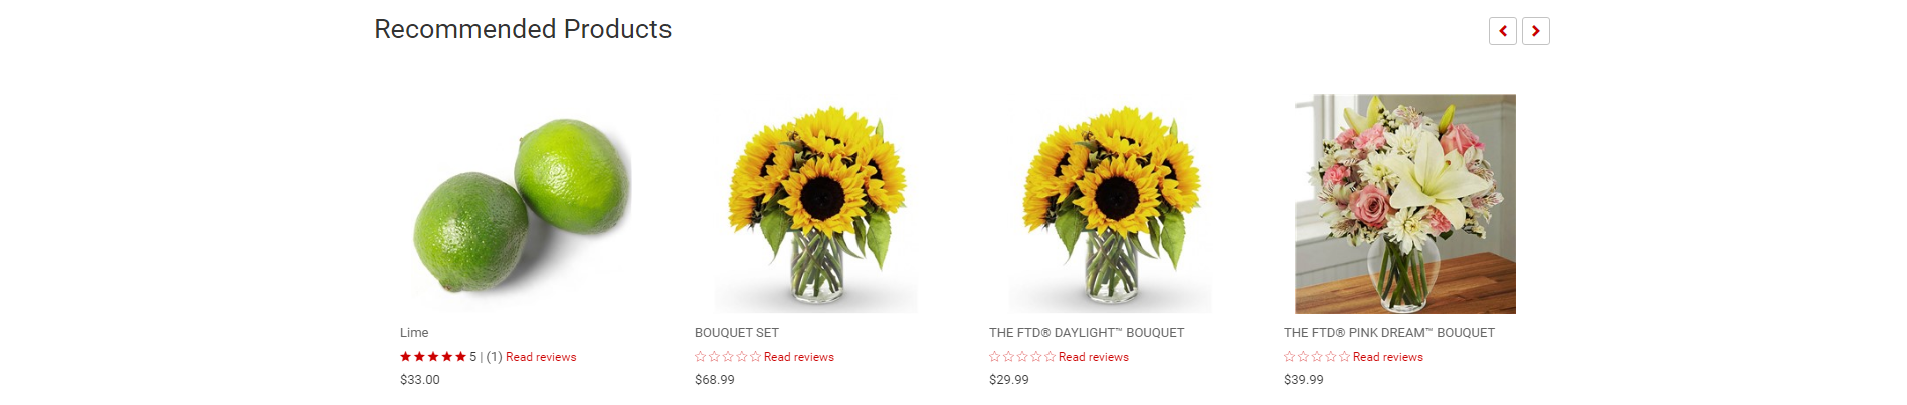 Recommended Products
Lime
5 | (1) Read reviews
$33.00
BOUQUET SET
Read reviews
$68.99
THE FTD® DAYLIGHT™ BOUQUET
Read reviews
$29.99
THE FTD® PINK DREAM™ BOUQUET
Read reviews
$39.99